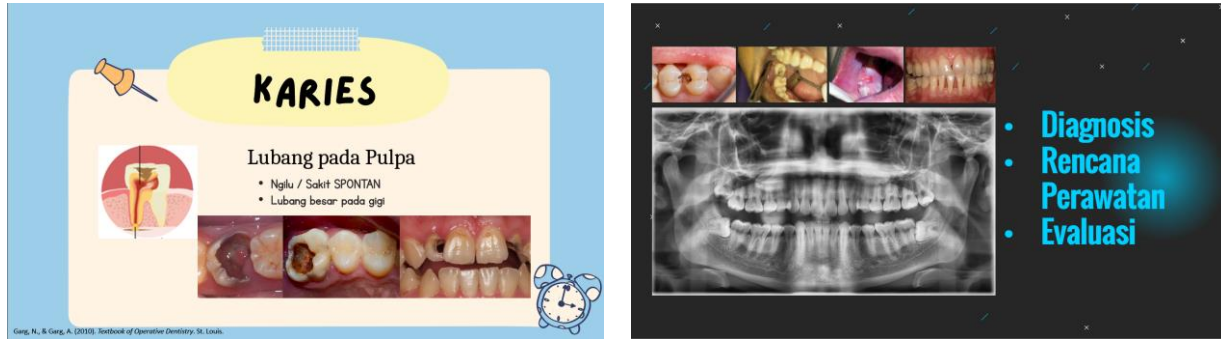 KARIES
Lubang pada Pulpa
• Ngilu / Sakit SPONTAN
• Lubang besar pada gigi
Garg, N., & Garg, A. (2010). Textbook of Operative Dentistry. St. Louis.
• Diagnosis
• Rencana
Perawatan
• Evaluasi